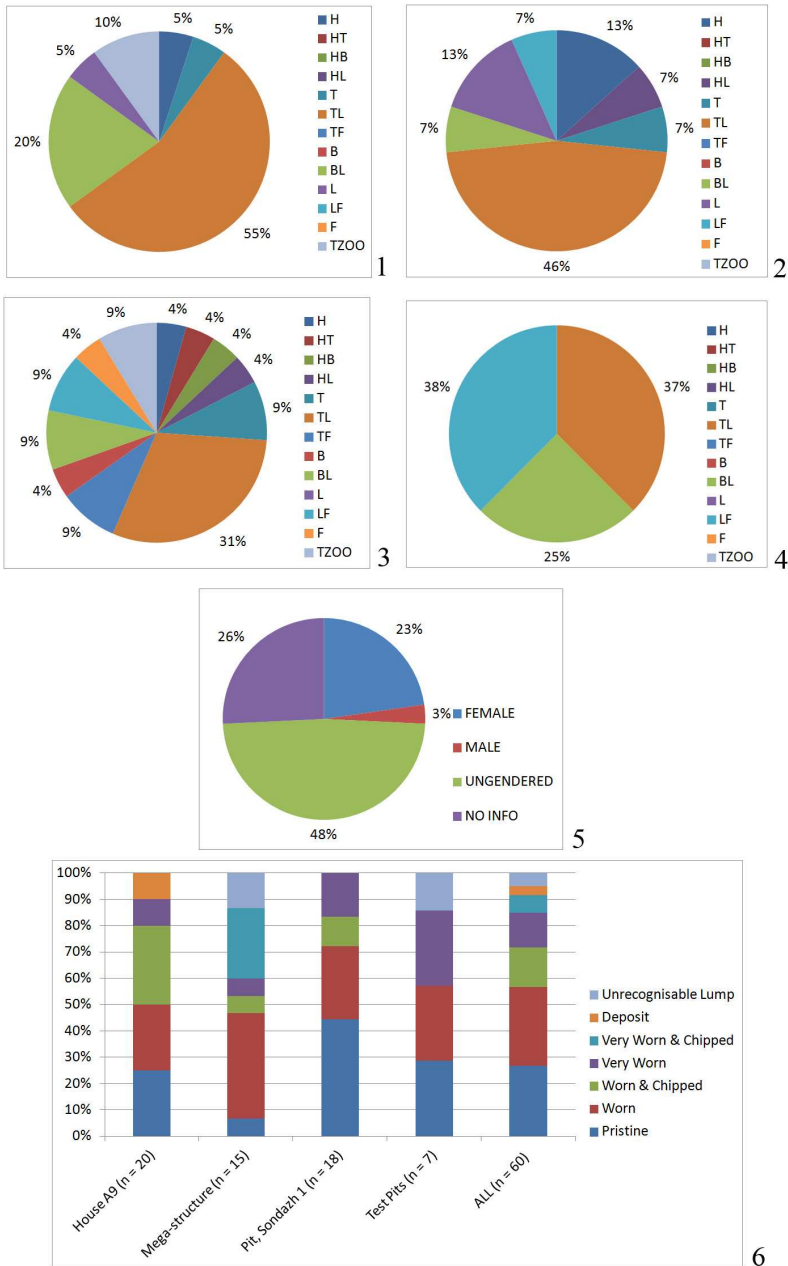 10%
5%
5%
5%
20%
55%
H
HT
HB
HL
T
TL
TF
B
BL
L
LF
F
TZOO
1
7%
13%
13%
7%
7%
7%
46%
H
HT
HB
HL
T
TL
TF
B
BL
L
LF
F
TZOO
2
9%
4%
4%
4%
4%
4%
9%
9%
9%
4%
9%
31%
H
HT
HB
HL
T
TL
TF
B
BL
L
LF
F
TZOO
3
38%
37%
25%
H
HT
HB
HL
T
TL
TF
B
BL
L
LF
F
TZOO
4
26%
23%
3%
48%
FEMALE
MALE
UNGENDERED
NO INFO
5
100%
90%
80%
70%
60%
50%
40%
30%
20%
10%
0%
Unrecognisable Lump
Deposit
Very Worn & Chipped
Very Worn
Worn & Chipped
Worn
Pristine
House A9 (n = 20)
Mega-structure (n = 15)
Pit, Sondazh 1 (n = 18)
Test Pits (n = 7)
ALL (n = 60)
6